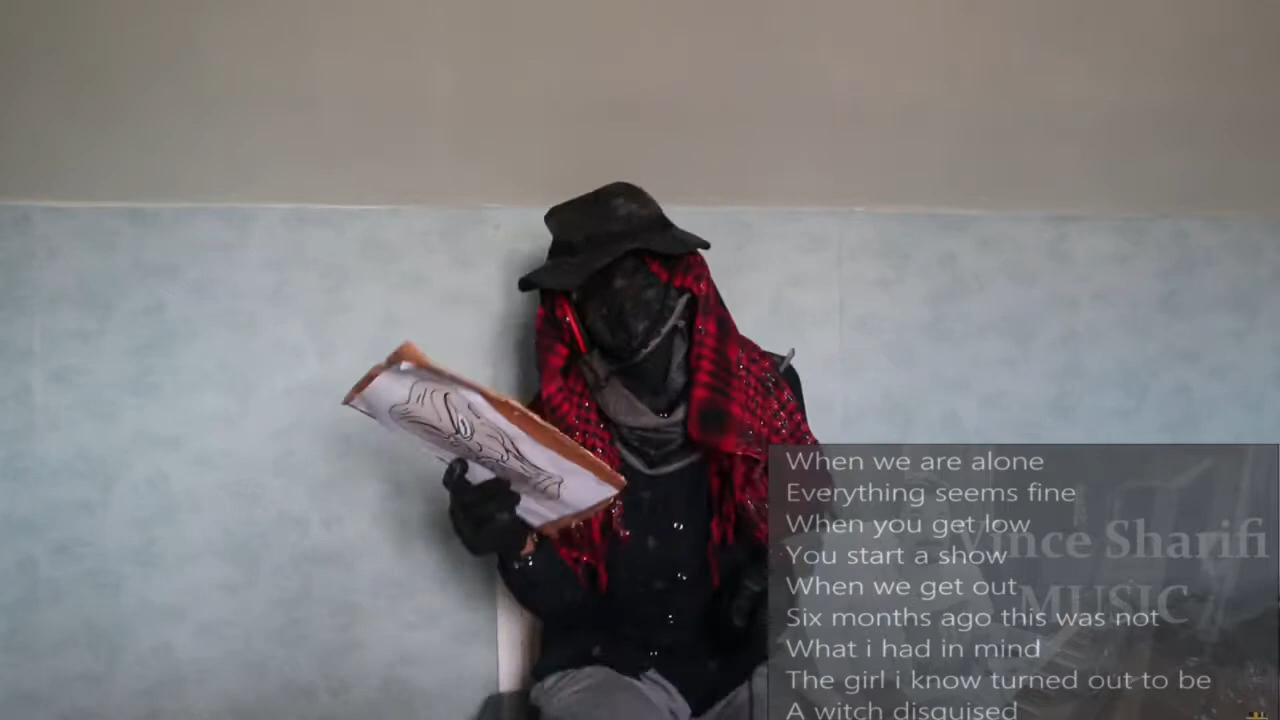 When we are alone
Everything seems fine
When you get low
You start a show
When we get out
Six months ago this was not
What i had in mind
The girl i know turned out to be
A witch disguised
Vince Sharifi
MUSIC